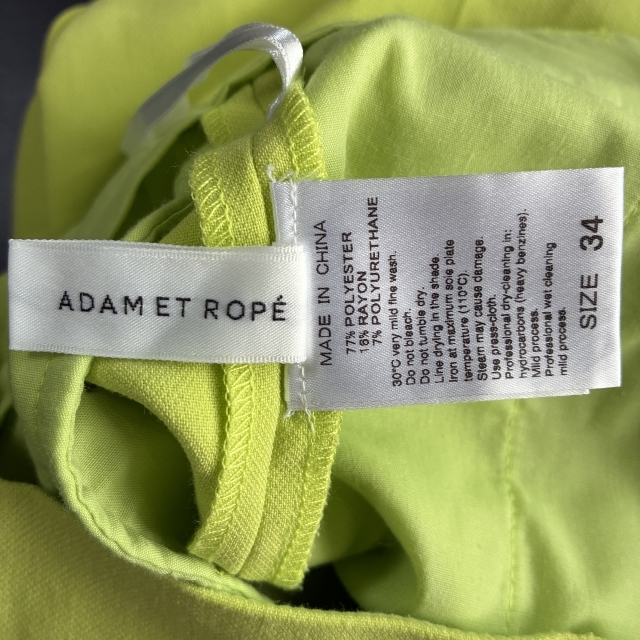 ADAM ET ROPÉ
MADE IN CHINA
77% POLYESTER
16% RAYON
7% POLYURETHANE
30°C very mild fine wash.
Do not bleach.
Do not tumble dry.
Line drying in the shade.
Iron at maximum sole plate
temperature (110°C).
Steam may cause damage.
Use press-cloth.
Professional dry-cleaning in:
hydrocarbons (heavy benzines).
Mild process.
Professional wet cleaning
mild process.
SIZE 34